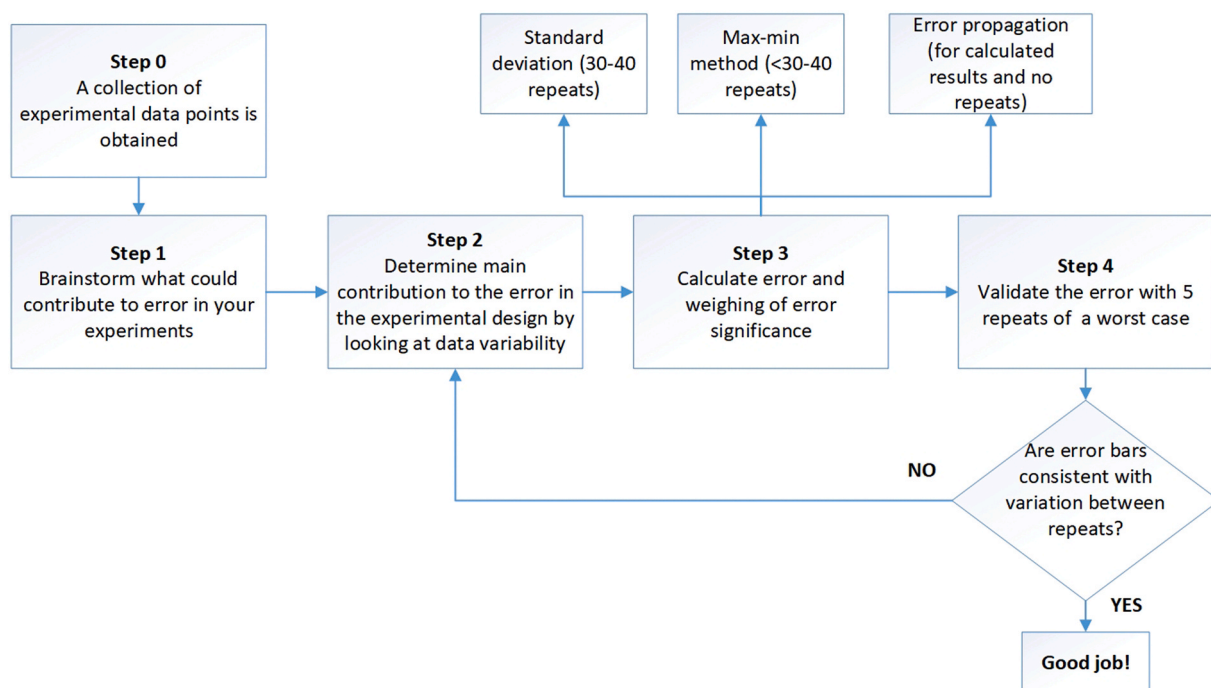 Standard
deviation (30-40
repeats)
Max-min
method (<30-40
repeats)
Error propagation
(for calculated
results and no
repeats)
Step 0
A collection of
experimental data points is
obtained
Step 1
Brainstorm what could
contribute to error in your
experiments
Step 2
Determine main
contribution to the error in
the experimental design by
looking at data variability
Step 3
Calculate error and
weighing of error
significance
Step 4
Validate the error with 5
repeats of a worst case
Are error bars
consistent with
variation between
repeats?
NO
YES
Good job!